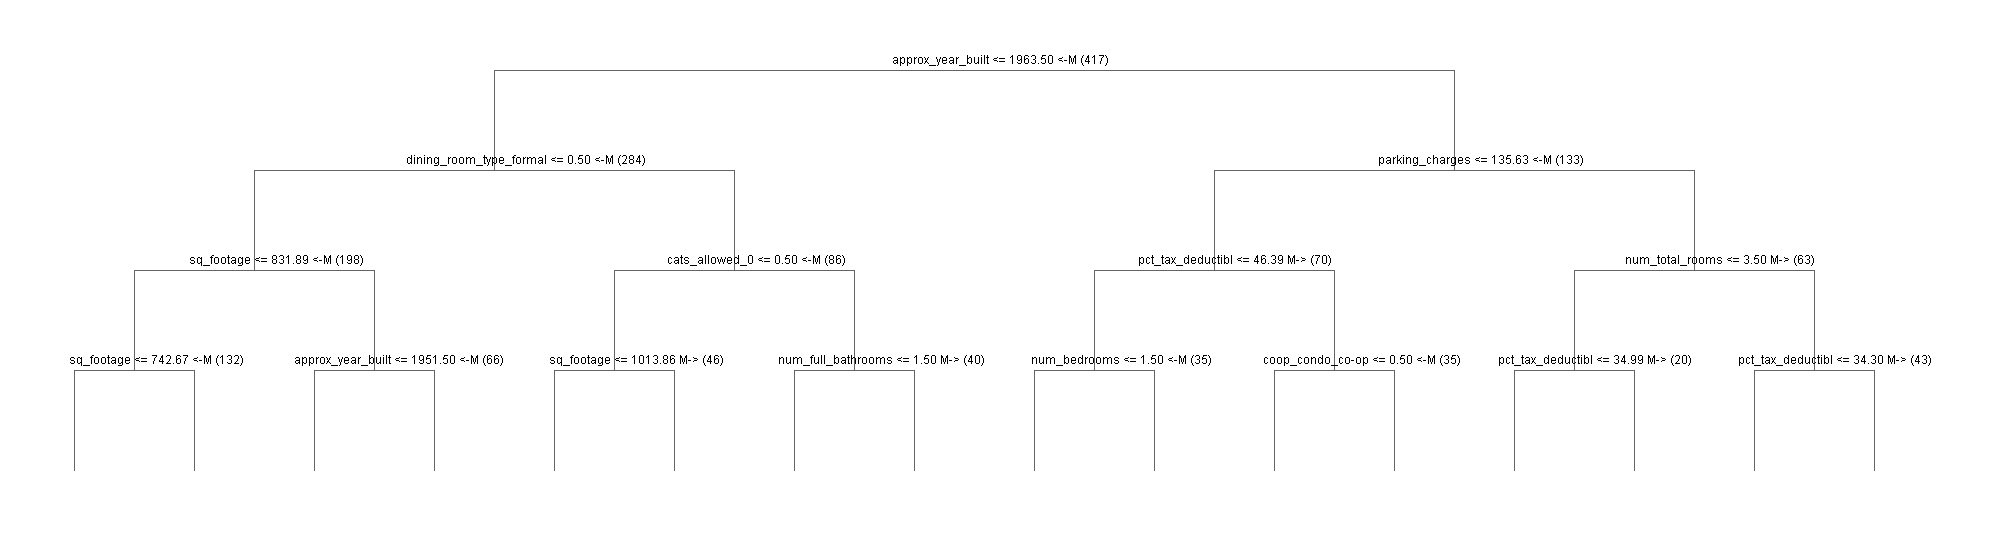 approx_year_built <= 1963.50 <-M (417)
dining_room_type_formal <= 0.50 <-M (284)
parking_charges <= 135.63 <-M (133)
sq_footage <= 831.89 <-M (198)
cats_allowed_0 <= 0.50 <-M (86)
pct_tax_deductibl <= 46.39 M-> (70)
num_total_rooms <= 3.50 M-> (63)
sq_footage <= 742.67 <-M (132)
approx_year_built <= 1951.50 <-M (66)
sq_footage <= 1013.86 M-> (46)
num_full_bathrooms <= 1.50 M-> (40)
num_bedrooms <= 1.50 <-M (35)
coop_condo_co-op <= 0.50 <-M (35)
pct_tax_deductibl <= 34.99 M-> (20)
pct_tax_deductibl <= 34.30 M-> (43)